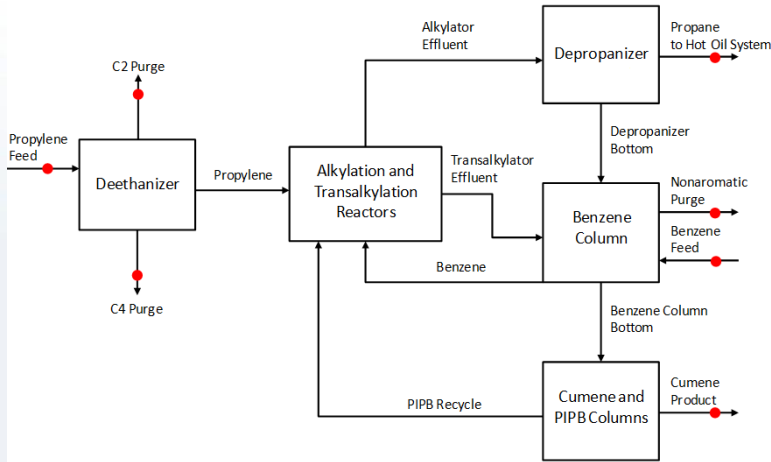 Alkylator
Effluent
Depropanizer
Propane
to Hot Oil System
C2 Purge
Propylene
Feed
Deethanizer
Propylene
Alkylation and
Transalkylation
Reactors
Transalkylator
Effluent
Depropanizer
Bottom
Benzene
Column
Nonaromatic
Purge
Benzene
Feed
Benzene
C4 Purge
Benzene Column
Bottom
PIPB Recycle
Cumene and
PIPB Columns
Cumene
Product